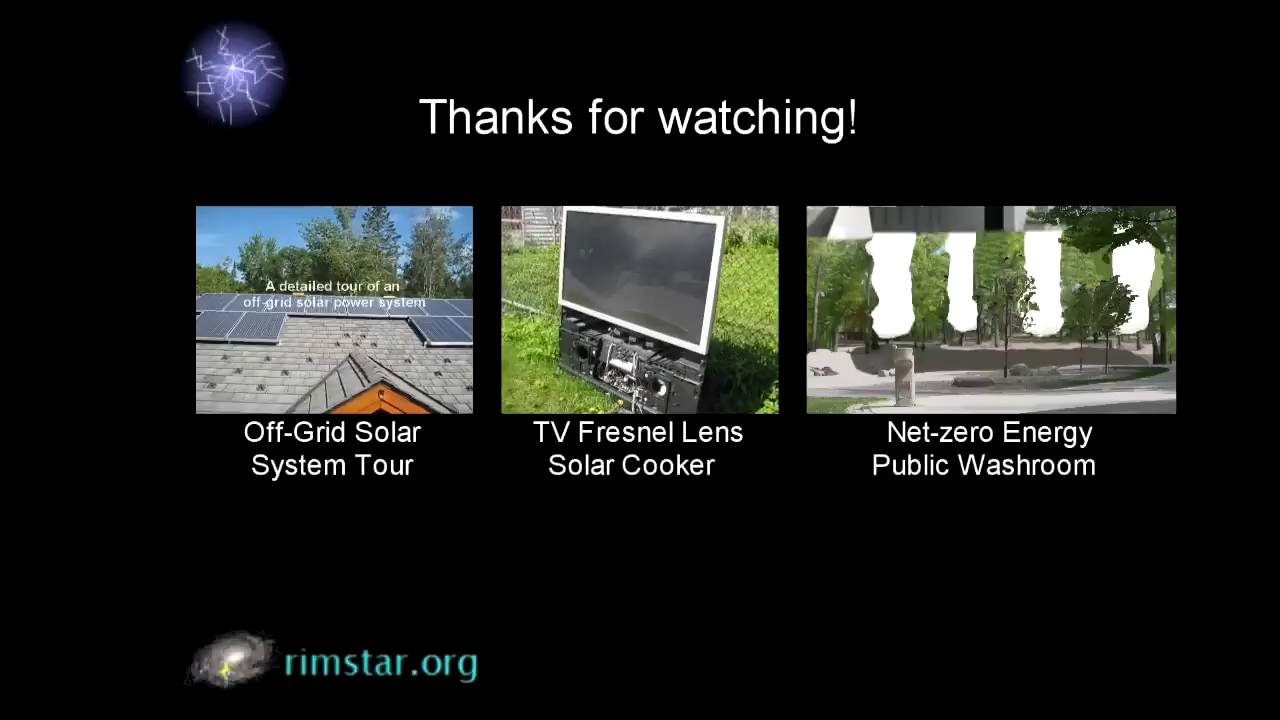 Thanks for watching!
A detailed tour of an
off-grid solar power system
Off-Grid Solar
System Tour
TV Fresnel Lens
Solar Cooker
Net-zero Energy
Public Washroom
rimstar.org